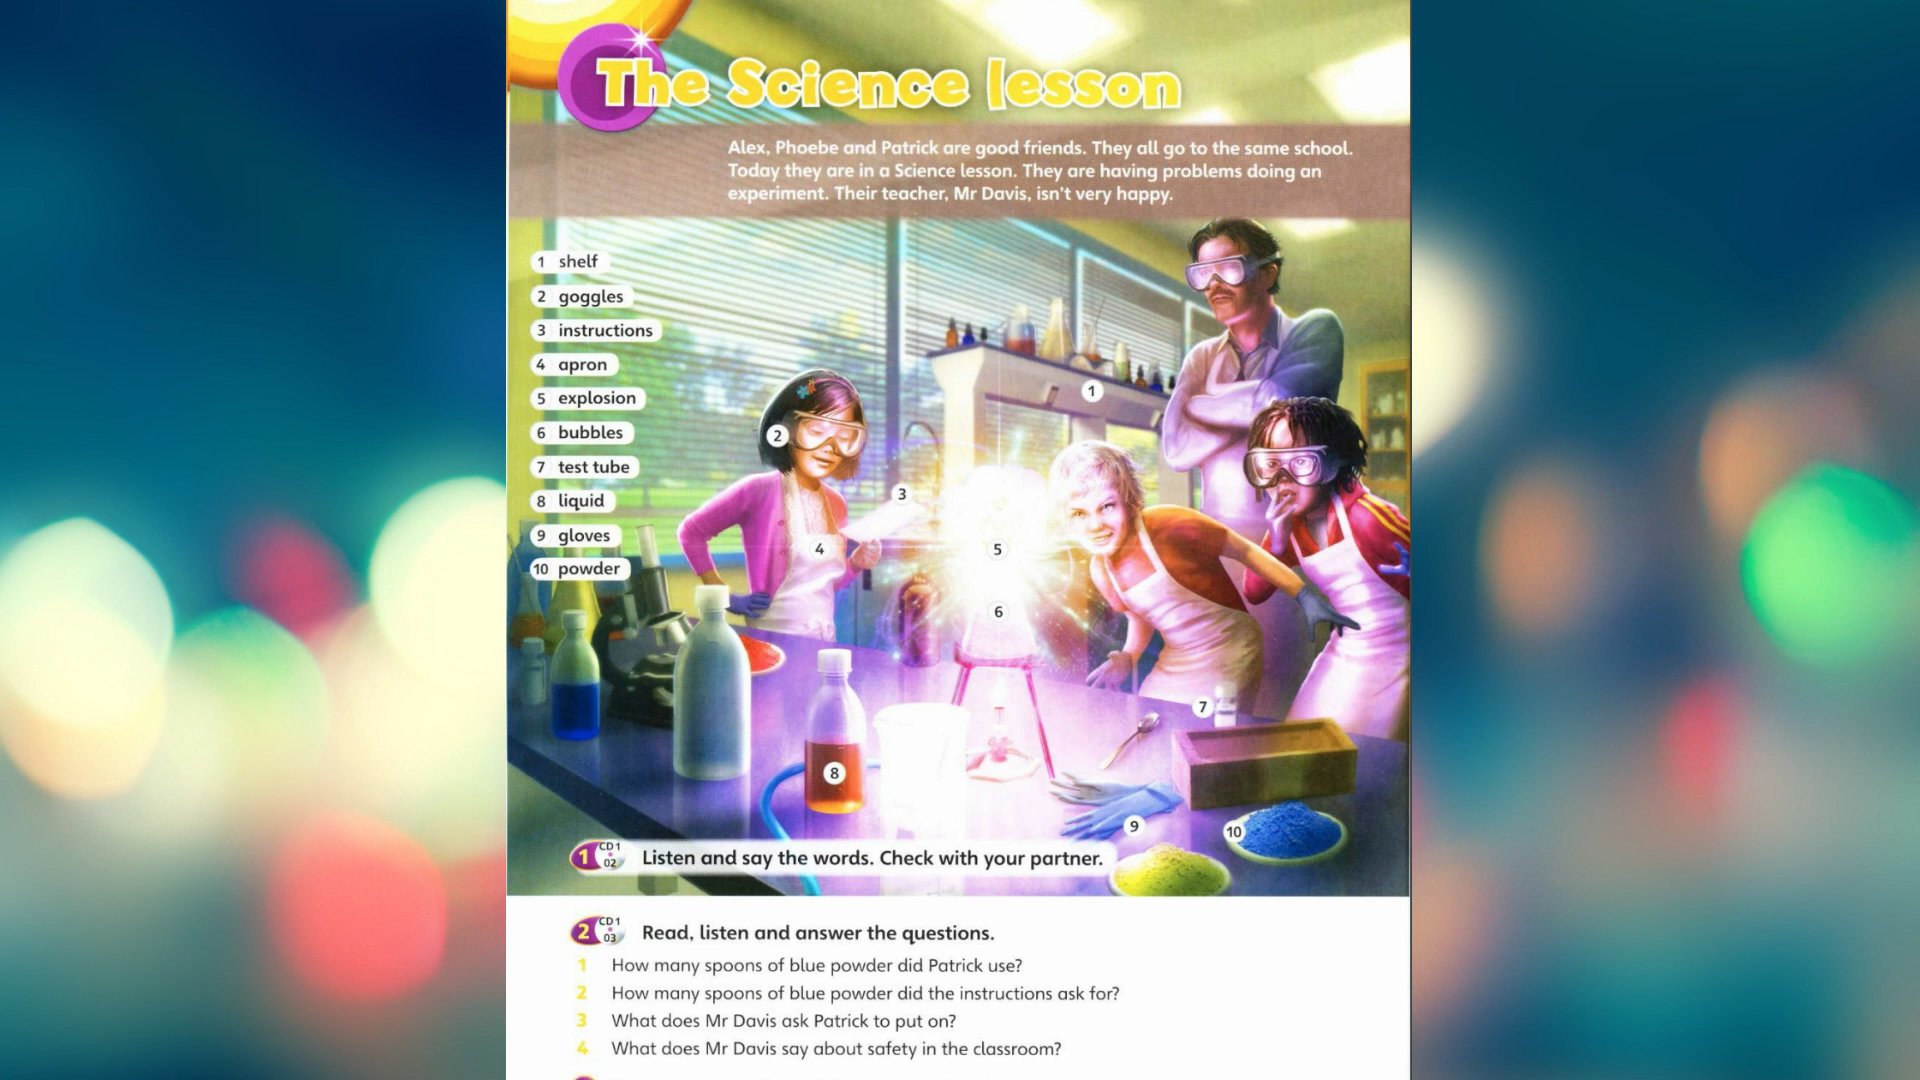 The Science lesson
Alex, Phoebe and Patrick are good friends. They all go to the same school.
Today they are in a Science lesson. They are having problems doing an
experiment. Their teacher, Mr Davis, isn't very happy.
1 shelf
2 goggles
3 instructions
4 apron
5 explosion
6 bubbles
7 test tube
8 liquid
9 gloves
10 powder
1
2
3
4
5
6
7
8
9
10
1 CD1 02 Listen and say the words. Check with your partner.
2 CD1 03 Read, listen and answer the questions.
1 How many spoons of blue powder did Patrick use?
2 How many spoons of blue powder did the instructions ask for?
3 What does Mr Davis ask Patrick to put on?
4 What does Mr Davis say about safety in the classroom?